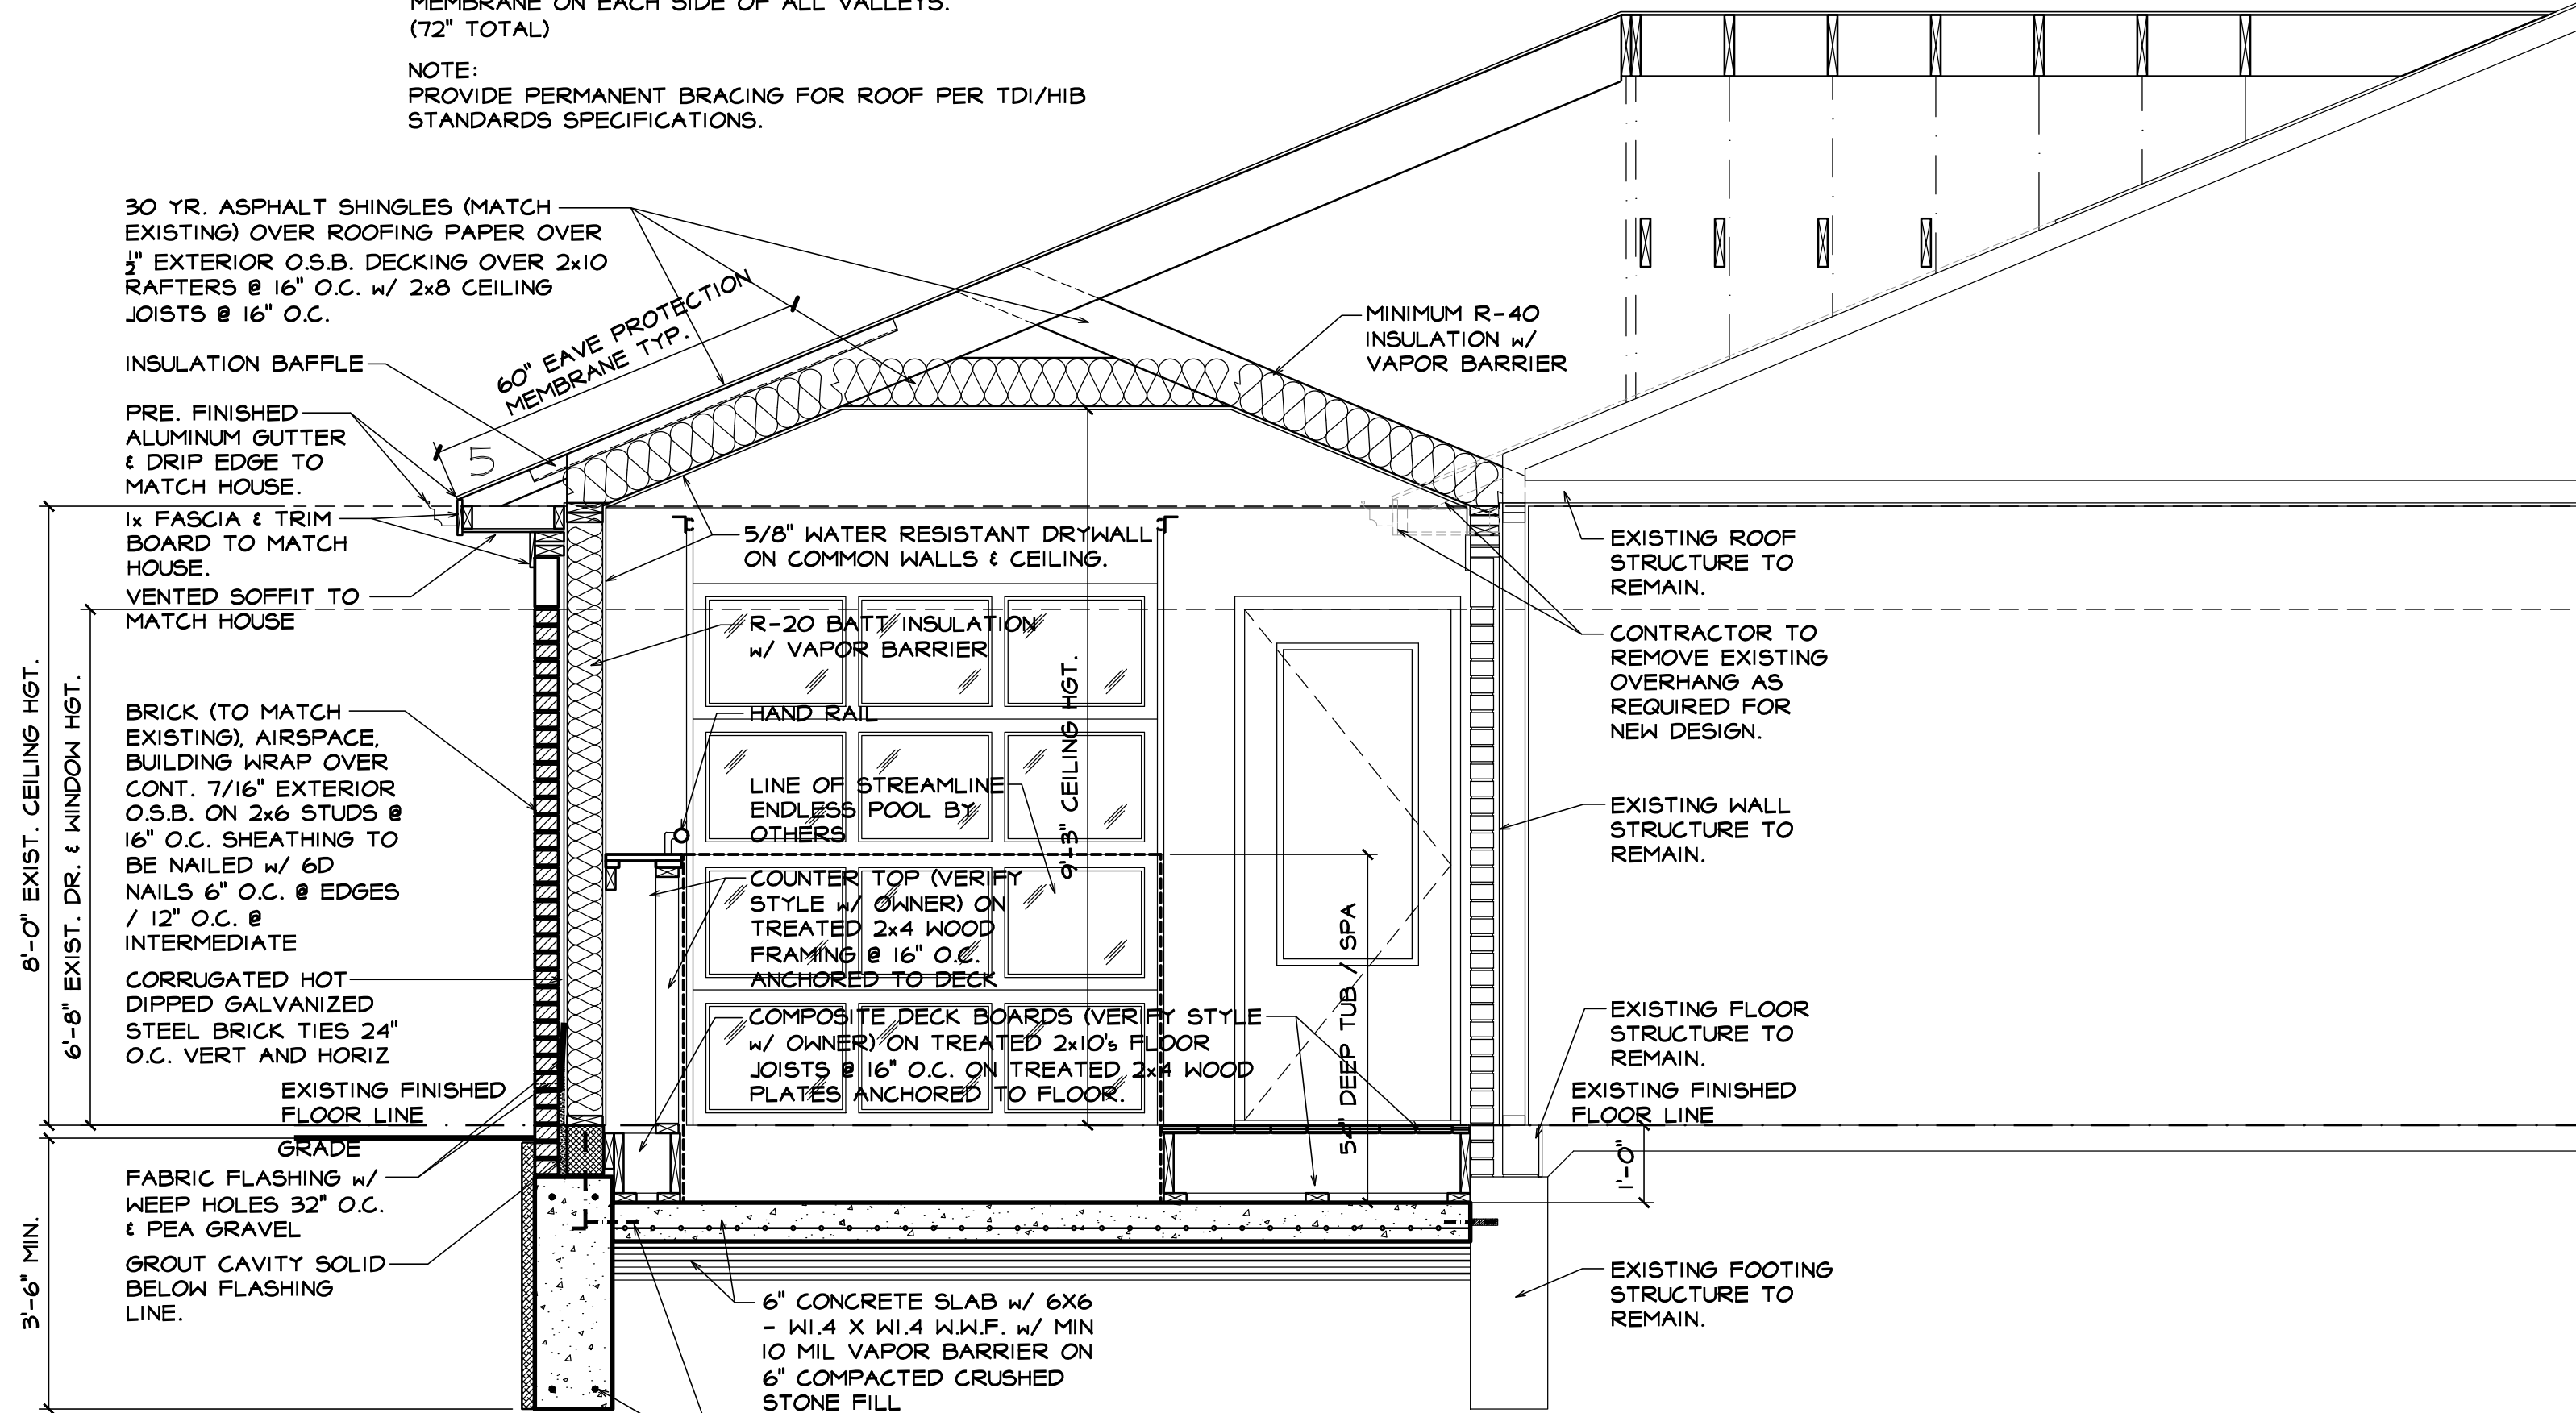 MEMBRANE ON EACH SIDE OF ALL VALLEYS.
(72" TOTAL)
NOTE:
PROVIDE PERMANENT BRACING FOR ROOF PER TDI/HIB
STANDARDS SPECIFICATIONS.
30 YR. ASPHALT SHINGLES (MATCH
EXISTING) OVER ROOFING PAPER OVER
½" EXTERIOR O.S.B. DECKING OVER 2x10
RAFTERS @ 16" O.C. w/ 2x8 CEILING
JOISTS @ 16" O.C.
INSULATION BAFFLE
PRE. FINISHED
ALUMINUM GUTTER
& DRIP EDGE TO
MATCH HOUSE.
1x FASCIA & TRIM
BOARD TO MATCH
HOUSE.
VENTED SOFFIT TO
MATCH HOUSE
BRICK (TO MATCH
EXISTING), AIRSPACE,
BUILDING WRAP OVER
CONT. 7/16" EXTERIOR
O.S.B. ON 2x6 STUDS @
16" O.C. SHEATHING TO
BE NAILED w/ 6D
NAILS 6" O.C. @ EDGES
/ 12" O.C. @
INTERMEDIATE
CORRUGATED HOT
DIPPED GALVANIZED
STEEL BRICK TIES 24"
O.C. VERT AND HORIZ
EXISTING FINISHED
FLOOR LINE
GRADE
FABRIC FLASHING w/
WEEP HOLES 32" O.C.
& PEA GRAVEL
GROUT CAVITY SOLID
BELOW FLASHING
LINE.
8'-0" EXIST. CEILING HGT.
6'-8" EXIST. DR. & WINDOW HGT.
3'-6" MIN.
60" EAVE PROTECTION
MEMBRANE TYP.
5
MINIMUM R-40
INSULATION w/
VAPOR BARRIER
5/8" WATER RESISTANT DRYWALL
ON COMMON WALLS & CEILING.
R-20 BATT INSULATION
w/ VAPOR BARRIER
HAND RAIL
LINE OF STREAMLINE
ENDLESS POOL BY
OTHERS
9'-3" CEILING HGT.
COUNTER TOP (VERIFY
STYLE w/ OWNER) ON
TREATED 2x4 WOOD
FRAMING @ 16" O.C.
ANCHORED TO DECK
COMPOSITE DECK BOARDS (VERIFY STYLE
w/ OWNER) ON TREATED 2x10's FLOOR
JOISTS @ 16" O.C. ON TREATED 2x4 WOOD
PLATES ANCHORED TO FLOOR.
54" DEEP TUB / SPA
6" CONCRETE SLAB w/ 6X6
- W1.4 X W1.4 W.W.F. w/ MIN
10 MIL VAPOR BARRIER ON
6" COMPACTED CRUSHED
STONE FILL
EXISTING ROOF
STRUCTURE TO
REMAIN.
CONTRACTOR TO
REMOVE EXISTING
OVERHANG AS
REQUIRED FOR
NEW DESIGN.
EXISTING WALL
STRUCTURE TO
REMAIN.
EXISTING FLOOR
STRUCTURE TO
REMAIN.
EXISTING FINISHED
FLOOR LINE
1'-0"
EXISTING FOOTING
STRUCTURE TO
REMAIN.